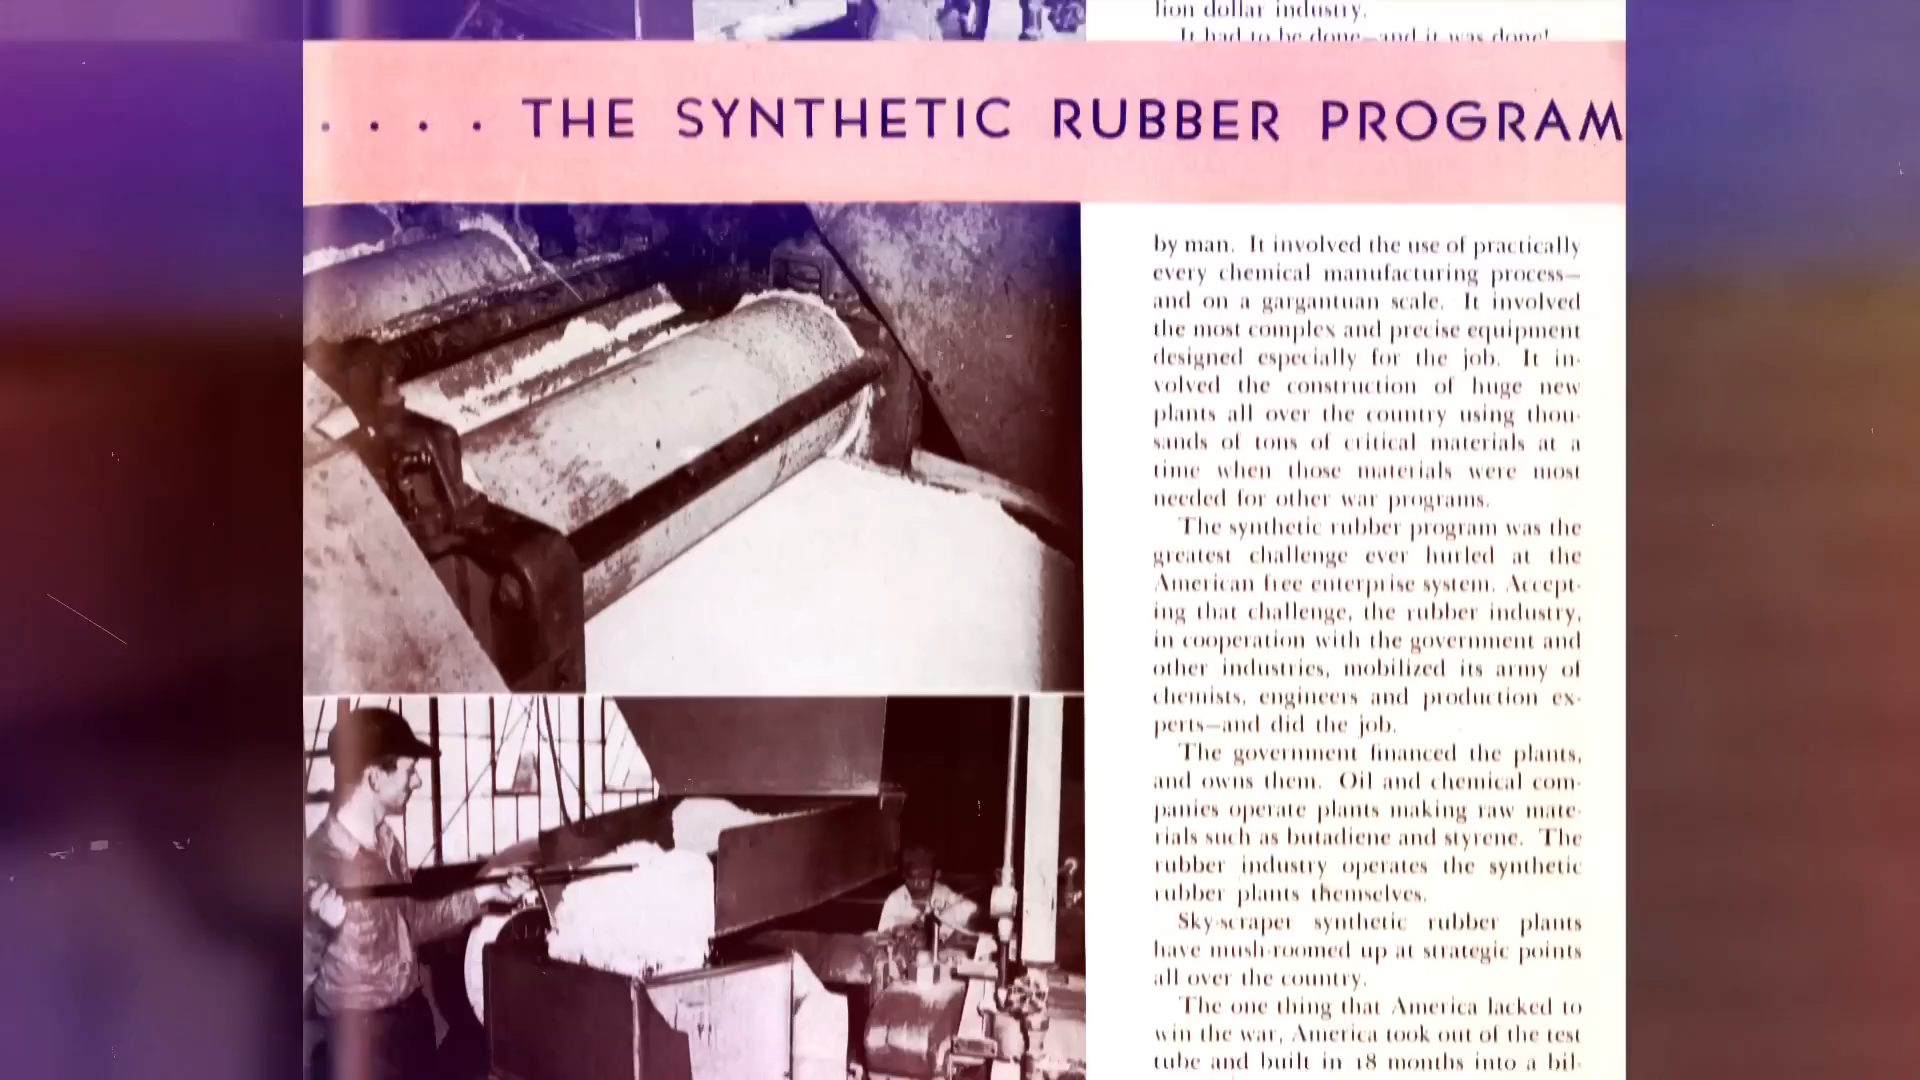 lion dollar industry.
It had to be done—and it was done!
. . . . THE SYNTHETIC RUBBER PROGRAM
by man. It involved the use of practically
every chemical manufacturing process—
and on a gargantuan scale. It involved
the most complex and precise equipment
designed especially for the job. It in-
volved the construction of huge new
plants all over the country using thou-
sands of tons of critical materials at a
time when those materials were most
needed for other war programs.
The synthetic rubber program was the
greatest challenge ever hurled at the
American free enterprise system. Accept-
ing that challenge, the rubber industry,
in cooperation with the government and
other industries, mobilized its army of
chemists, engineers and production ex-
perts—and did the job.
The government financed the plants,
and owns them. Oil and chemical com-
panies operate plants making raw mate-
rials such as butadiene and styrene. The
rubber industry operates the synthetic
rubber plants themselves.
Sky-scraper synthetic rubber plants
have mush-roomed up at strategic points
all over the country.
The one thing that America lacked to
win the war, America took out of the test
tube and built in 18 months into a bil-